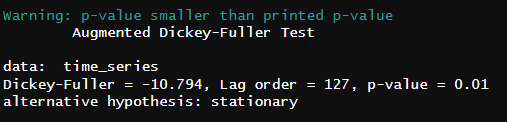 Warning: p-value smaller than printed p-value
Augmented Dickey-Fuller Test
data:  time_series
Dickey-Fuller = -10.794, Lag order = 127, p-value = 0.01
alternative hypothesis: stationary